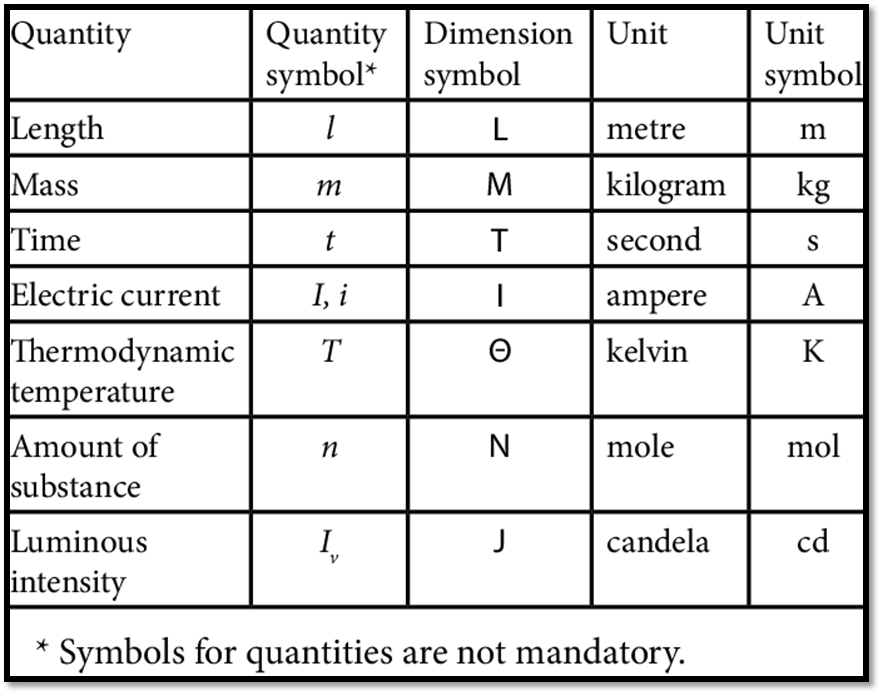 Quantity Quantity symbol* Dimension symbol Unit Unit symbol
Length l L metre m
Mass m M kilogram kg
Time t T second s
Electric current I, i I ampere A
Thermodynamic temperature T Θ kelvin K
Amount of substance n N mole mol
Luminous intensity Iᵥ J candela cd
* Symbols for quantities are not mandatory.